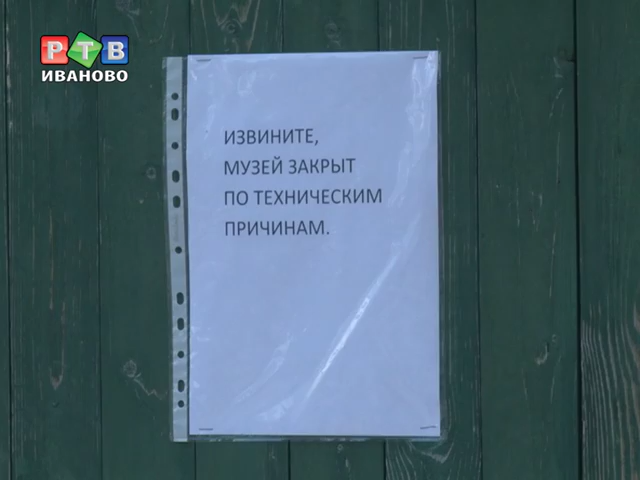 РТВ
ИВАНОВО
ИЗВИНИТЕ,
МУЗЕЙ ЗАКРЫТ
ПО ТЕХНИЧЕСКИМ
ПРИЧИНАМ.